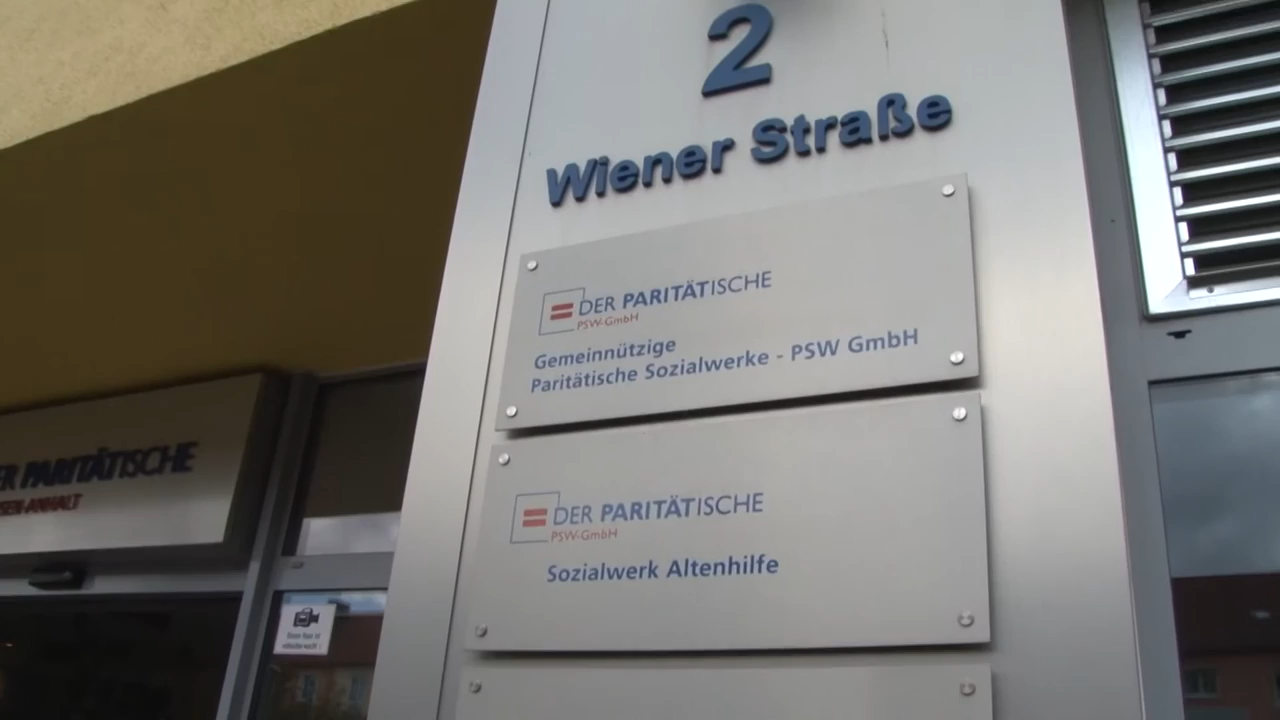 2
Wiener Straße
DER PARITÄTISCHE
PSW-GmbH
Gemeinnützige
Paritätische Sozialwerke - PSW GmbH
DER PARITÄTISCHE
PSW-GmbH
Sozialwerk Altenhilfe
ER PARITÄTISCHE
SEN-ANHALT